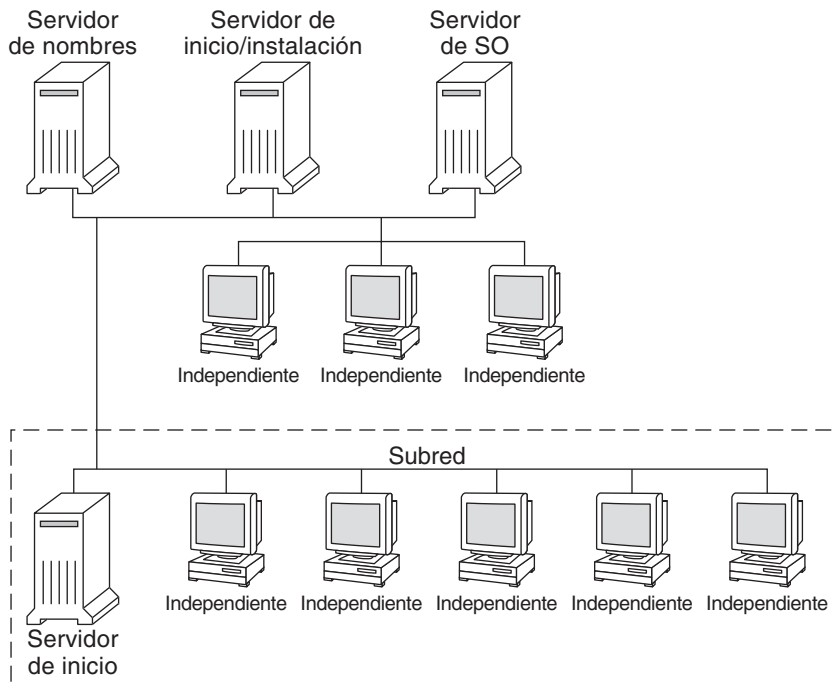 Servidor
de nombres
Servidor de
inicio/instalación
Servidor
de SO
Independiente
Independiente
Independiente
Subred
Independiente
Independiente
Independiente
Independiente
Independiente
Servidor
de inicio